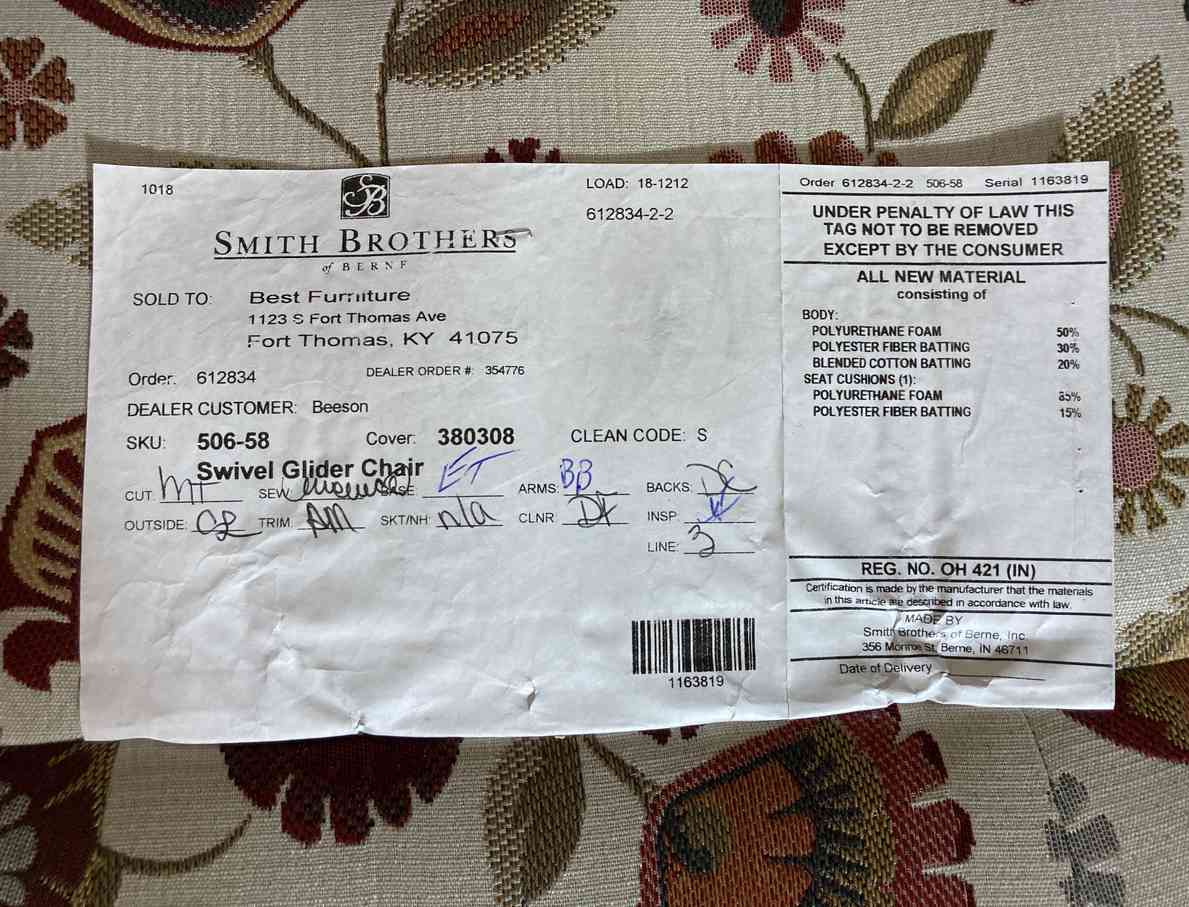 1018
SB
SMITH BROTHERS
of BERNE
LOAD: 18-1212
612834-2-2
SOLD TO: Best Furniture
1123 S Fort Thomas Ave
Fort Thomas, KY 41075
Order: 612834 DEALER ORDER #: 354776
DEALER CUSTOMER: Beeson
SKU: 506-58 Cover: 380308 CLEAN CODE: S
Swivel Glider Chair
CUT: MT SEW BASE: ET ARMS: BB BACKS: DC
OUTSIDE: TRIM: AM SKT/NH: n/a CLNR INSP
LINE: 3
1163819
Order 612834-2-2 506-58 Serial 1163819
UNDER PENALTY OF LAW THIS
TAG NOT TO BE REMOVED
EXCEPT BY THE CONSUMER
ALL NEW MATERIAL
consisting of
BODY:
POLYURETHANE FOAM 50%
POLYESTER FIBER BATTING 30%
BLENDED COTTON BATTING 20%
SEAT CUSHIONS (1):
POLYURETHANE FOAM 85%
POLYESTER FIBER BATTING 15%
REG. NO. OH 421 (IN)
Certification is made by the manufacturer that the materials
in this article are described in accordance with law.
MADE BY
Smith Brothers of Berne, Inc.
356 Monroe St, Berne, IN 46711
Date of Delivery